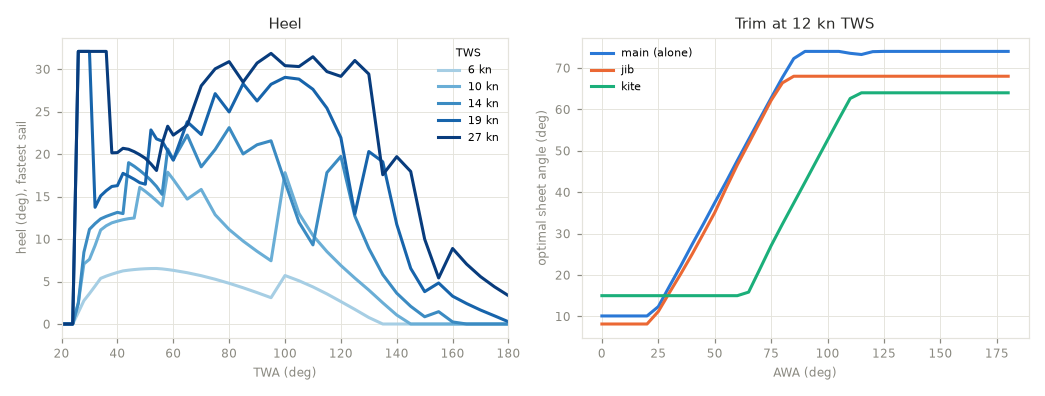 Heel
heel (deg), fastest sail
30
25
20
15
10
5
0
20 40 60 80 100 120 140 160 180
TWA (deg)
TWS
6 kn
10 kn
14 kn
19 kn
27 kn
Trim at 12 kn TWS
optimal sheet angle (deg)
70
60
50
40
30
20
10
0 25 50 75 100 125 150 175
AWA (deg)
main (alone)
jib
kite